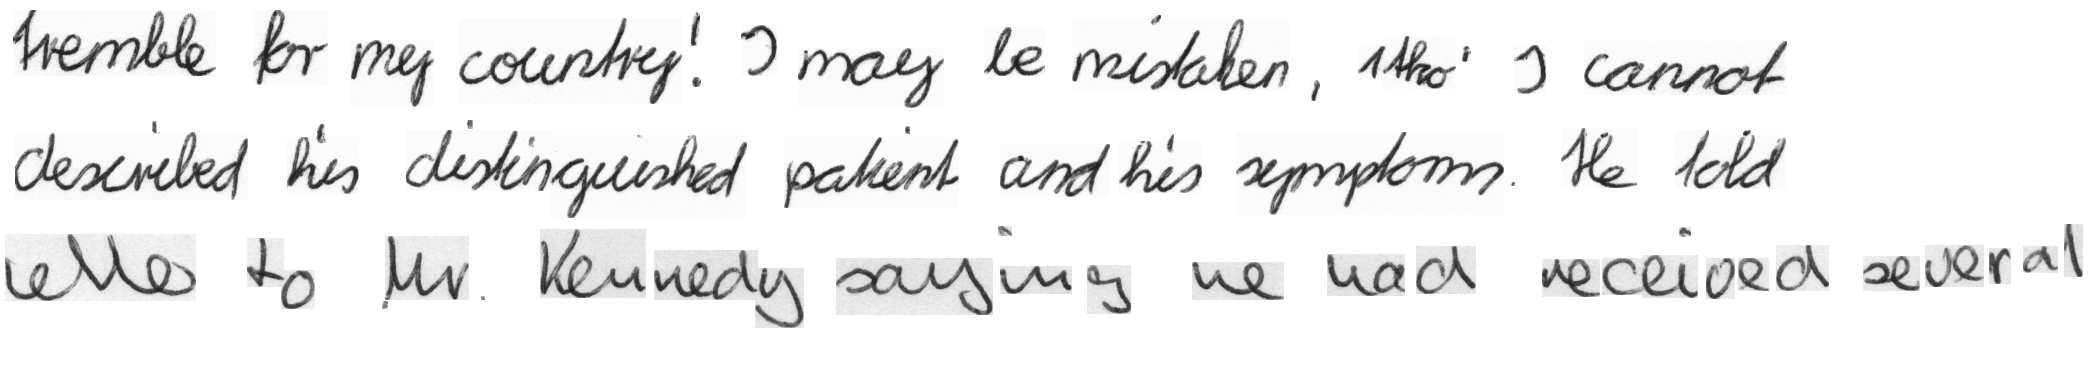 tremble for my country! I may be mistaken, tho' I cannot
described his distinguished patient and his symptoms. He told
letter to Mr. Kennedy saying he had received several